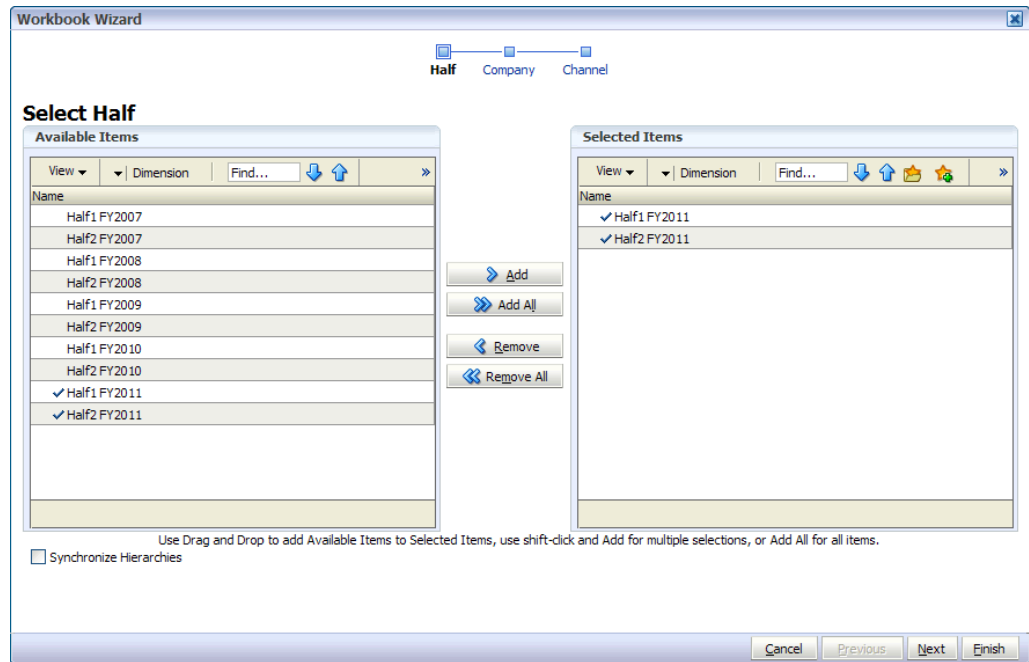 Workbook Wizard
Half Company Channel
Select Half
Available Items
View Dimension Find...
Name
Half1 FY2007
Half2 FY2007
Half1 FY2008
Half2 FY2008
Half1 FY2009
Half2 FY2009
Half1 FY2010
Half2 FY2010
Half1 FY2011
Half2 FY2011
Add
Add All
Remove
Remove All
Selected Items
View Dimension Find...
Name
Half1 FY2011
Half2 FY2011
Use Drag and Drop to add Available Items to Selected Items, use shift-click and Add for multiple selections, or Add All for all items.
Synchronize Hierarchies
Cancel Previous Next Finish